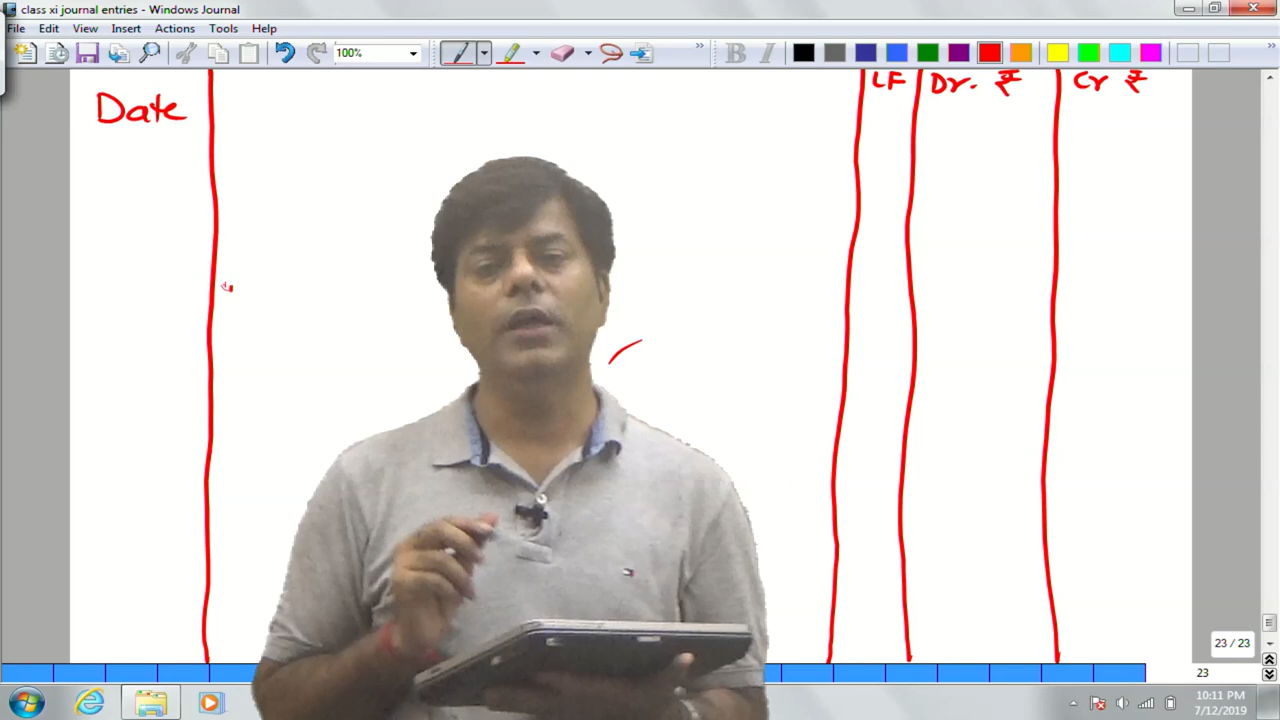 class xi journal entries - Windows Journal
File Edit View Insert Actions Tools Help
100%
B I
Date LF Dr. ₹ Cr ₹
23 / 23
23
10:11 PM
7/12/2019